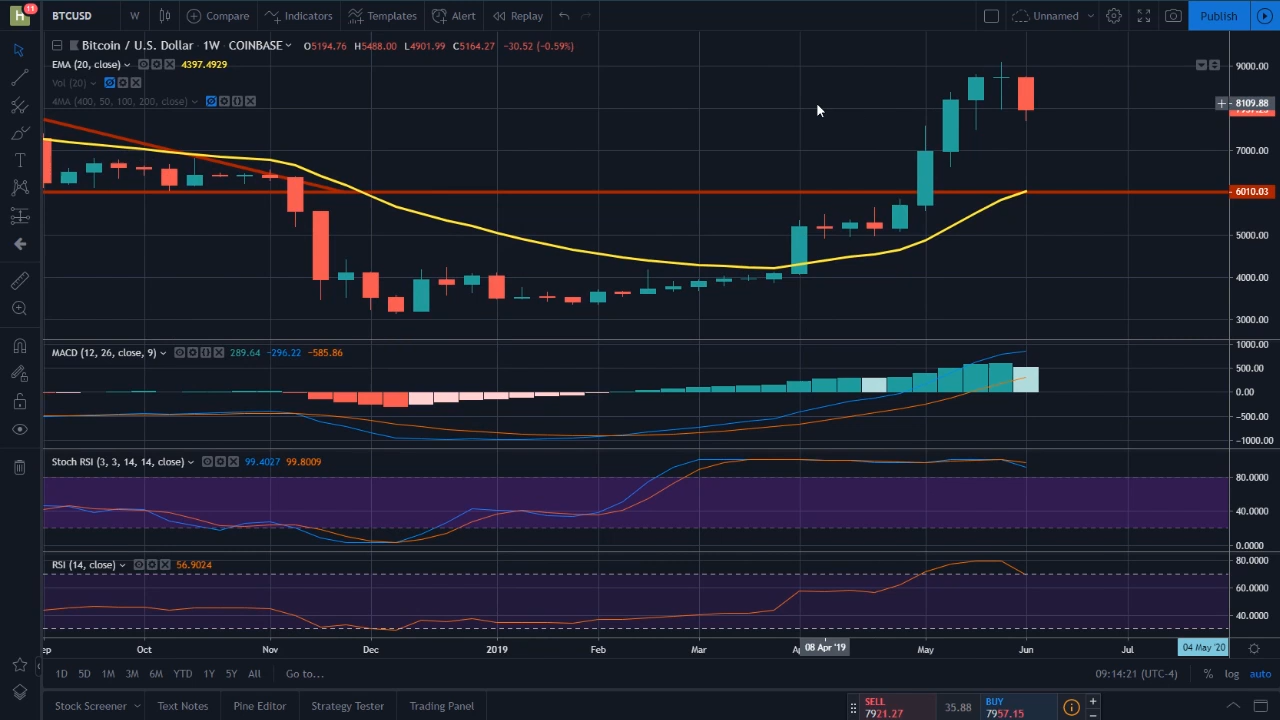 h 11 BTCUSD W Compare Indicators Templates Alert Replay Unnamed Publish
Bitcoin / U.S. Dollar 1W COINBASE O5194.76 H5488.00 L4901.99 C5164.27 −30.52 (−0.59%)
EMA (20, close) 4397.4929
Vol (20)
4MA (400, 50, 100, 200, close)
9000.00
8109.88
7000.00
6010.03
5000.00
4000.00
3000.00
MACD (12, 26, close, 9) 289.64 −296.22 −585.86
1000.00
500.00
0.00
−500.00
−1000.00
Stoch RSI (3, 3, 14, 14, close) 99.4027 99.8009
80.0000
40.0000
0.0000
RSI (14, close) 56.9024
80.0000
60.0000
40.0000
Oct Nov Dec 2019 Feb Mar 08 Apr '19 May Jun Jul 04 May '20
1D 5D 1M 3M 6M YTD 1Y 5Y All Go to... 09:14:21 (UTC-4) % log auto
Stock Screener Text Notes Pine Editor Strategy Tester Trading Panel
SELL 35.88 BUY
7921.27 7957.15